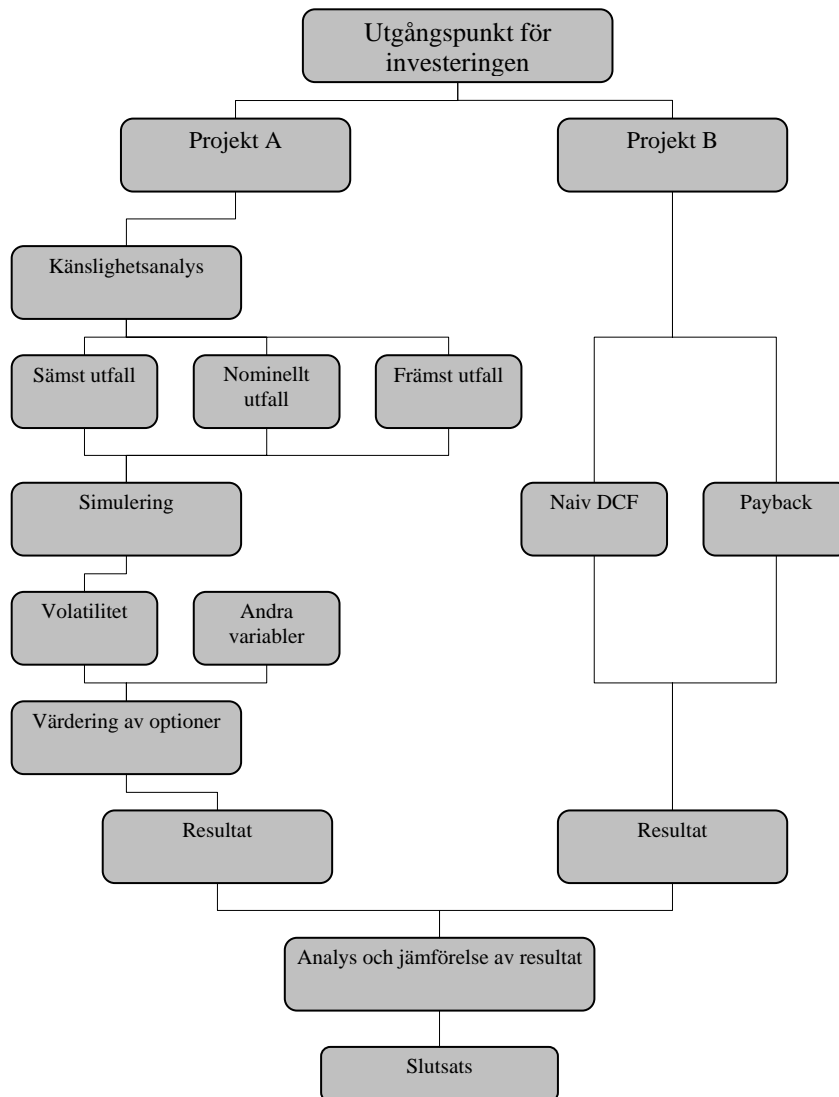 Utgångspunkt för
investeringen
Projekt A
Projekt B
Känslighetsanalys
Sämst utfall
Nominellt
utfall
Främst utfall
Simulering
Naiv DCF
Payback
Volatilitet
Andra
variabler
Värdering av optioner
Resultat
Resultat
Analys och jämförelse av resultat
Slutsats